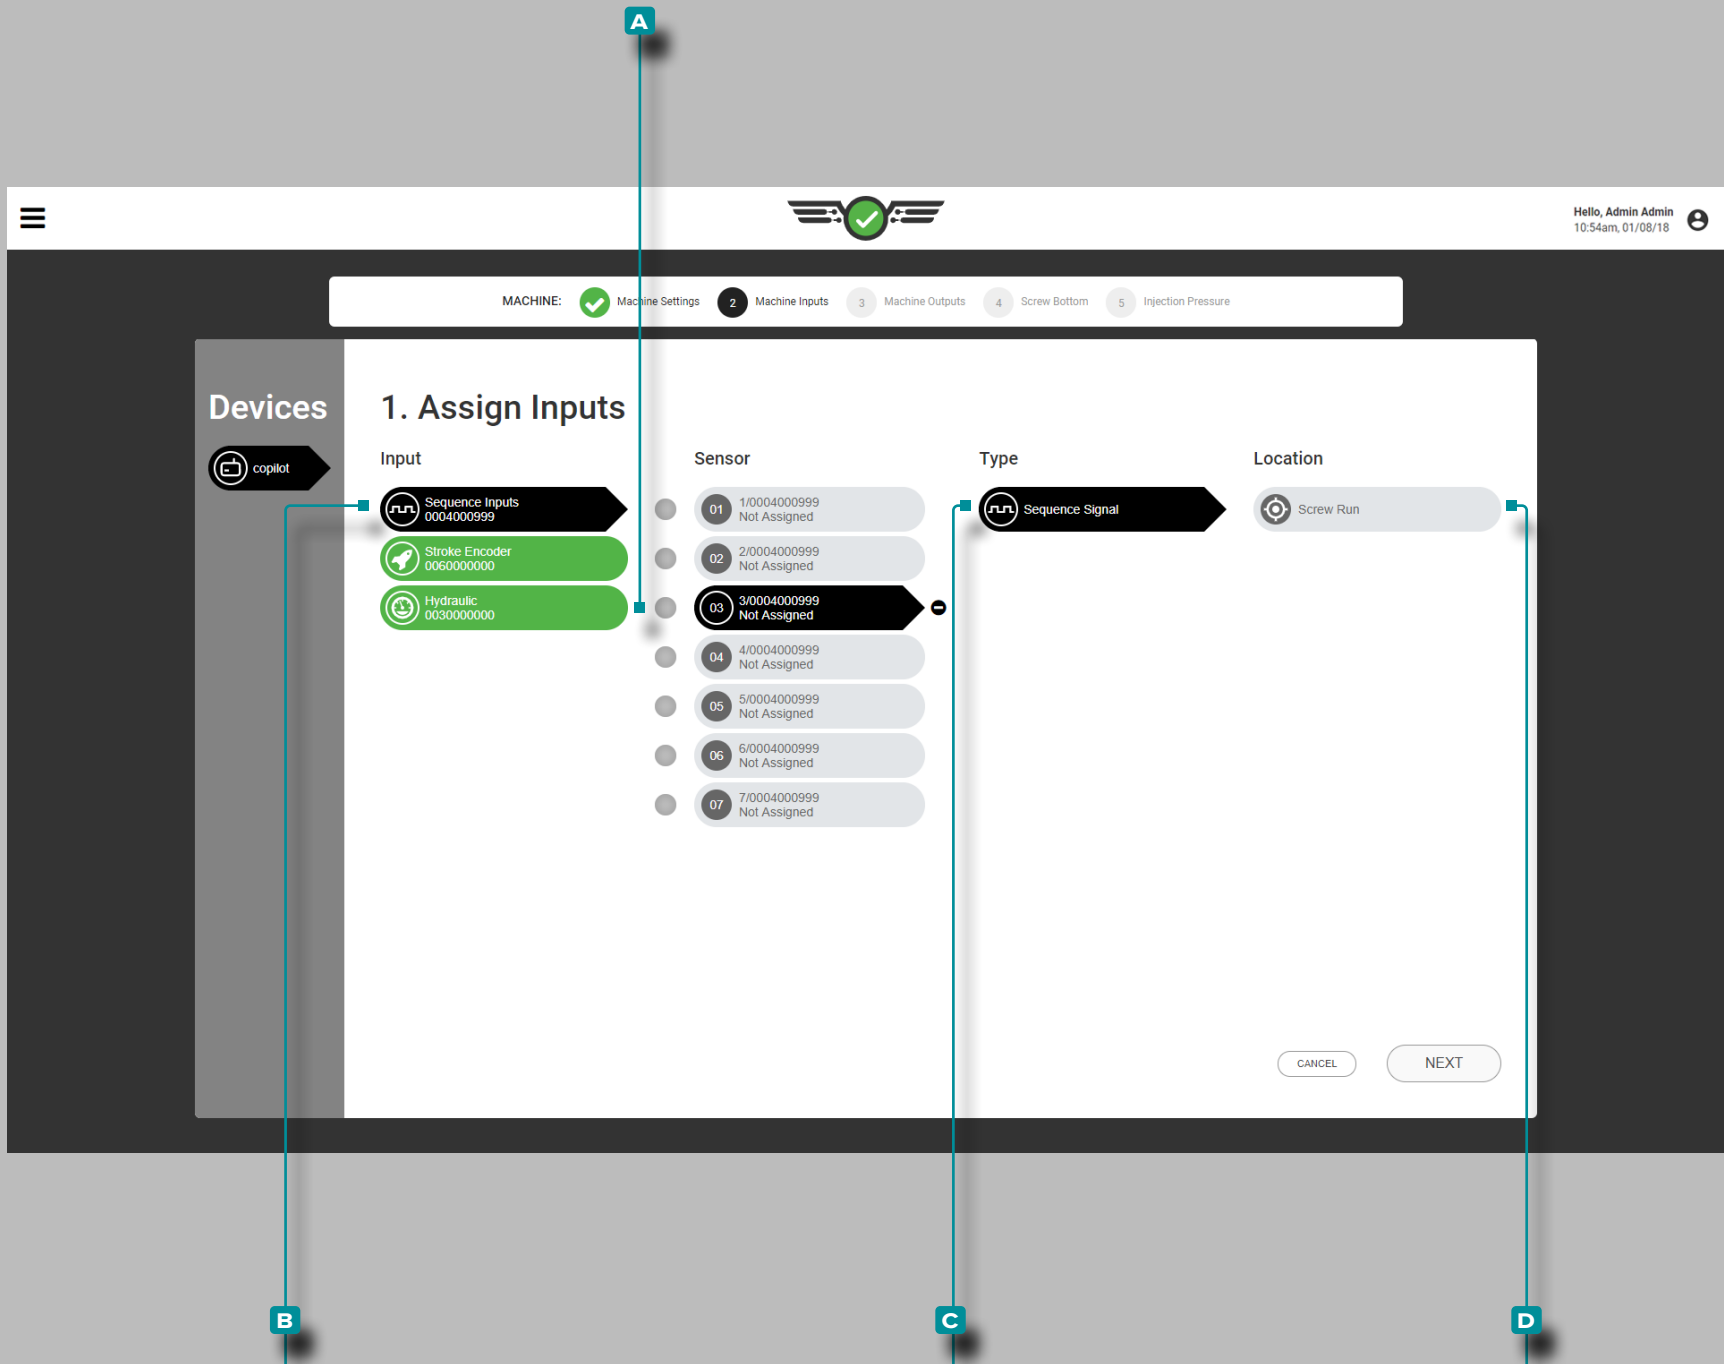 A
Hello, Admin Admin
10:54am, 01/08/18
MACHINE: Machine Settings 2 Machine Inputs 3 Machine Outputs 4 Screw Bottom 5 Injection Pressure
Devices
copilot
1. Assign Inputs
Input
Sequence Inputs
0004000999
Stroke Encoder
0060000000
Hydraulic
0030000000
Sensor
01 1/0004000999
Not Assigned
02 2/0004000999
Not Assigned
03 3/0004000999
Not Assigned
04 4/0004000999
Not Assigned
05 5/0004000999
Not Assigned
06 6/0004000999
Not Assigned
07 7/0004000999
Not Assigned
Type
Sequence Signal
Location
Screw Run
CANCEL
NEXT
B
C
D